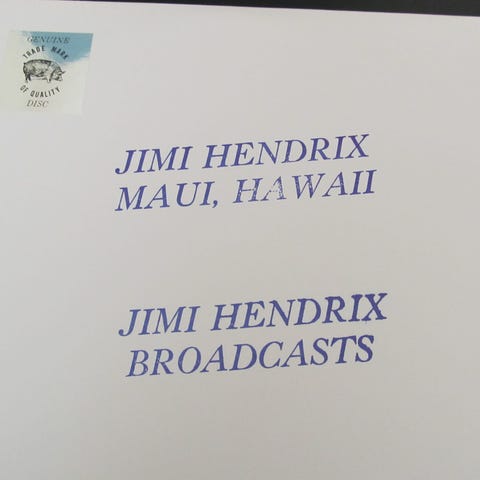 GENUINE
TRADE MARK
OF QUALITY
DISC
JIMI HENDRIX
MAUI, HAWAII
JIMI HENDRIX
BROADCASTS